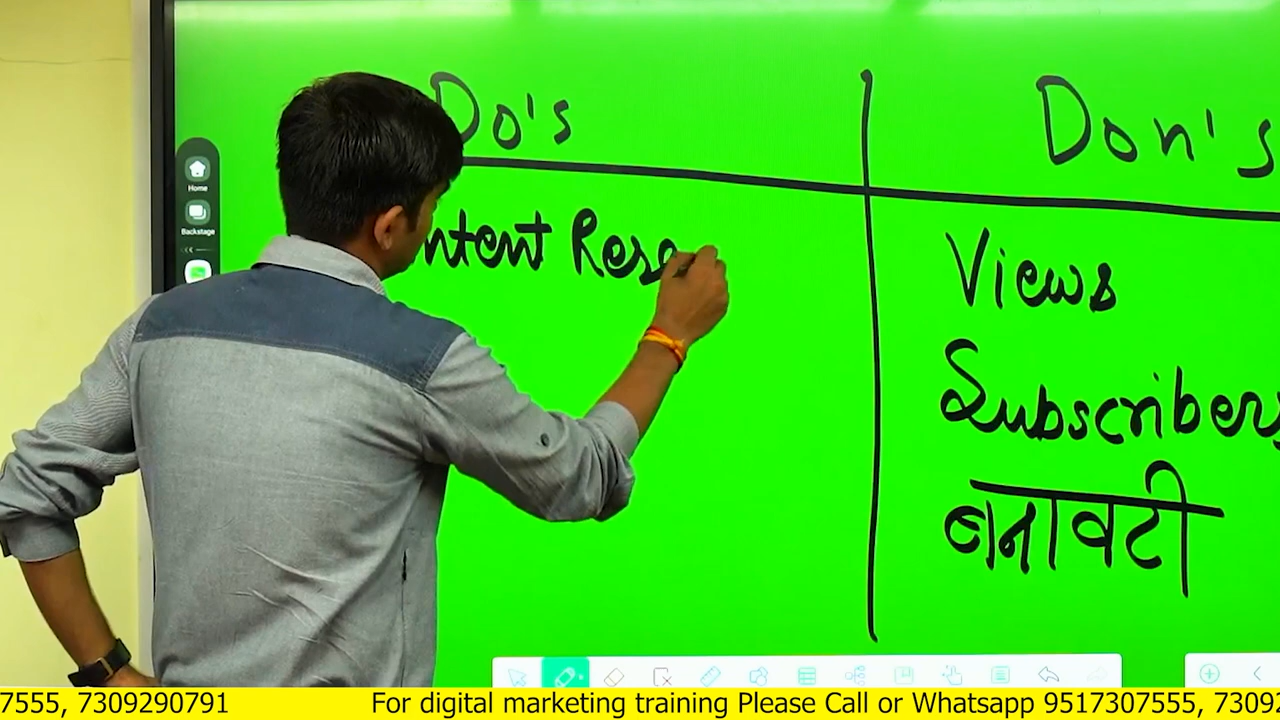 Do's
Don's
ntent Rese
Views
Subscribers
बनावटी
Home
Backstage
7555, 7309290791 For digital marketing training Please Call or Whatsapp 9517307555, 7309